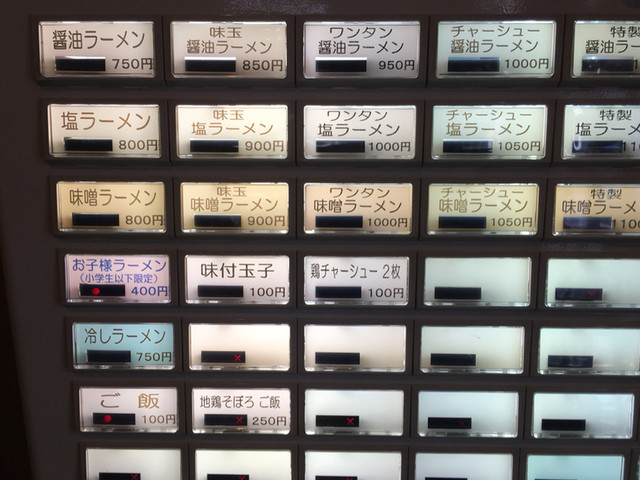 醤油ラーメン
750円
味玉
醤油ラーメン
850円
ワンタン
醤油ラーメン
950円
チャーシュー
醤油ラーメン
1000円
特製
醤油ラー
塩ラーメン
800円
味玉
塩ラーメン
900円
ワンタン
塩ラーメン
1000円
チャーシュー
塩ラーメン
1050円
特製
塩ラーメ
味噌ラーメン
800円
味玉
味噌ラーメン
900円
ワンタン
味噌ラーメン
1000円
チャーシュー
味噌ラーメン
1050円
特製
味噌ラーメ
お子様ラーメン
(小学生以下限定)
400円
味付玉子
100円
鶏チャーシュー2枚
100円
冷しラーメン
750円
ご飯
100円
地鶏そぼろご飯
250円